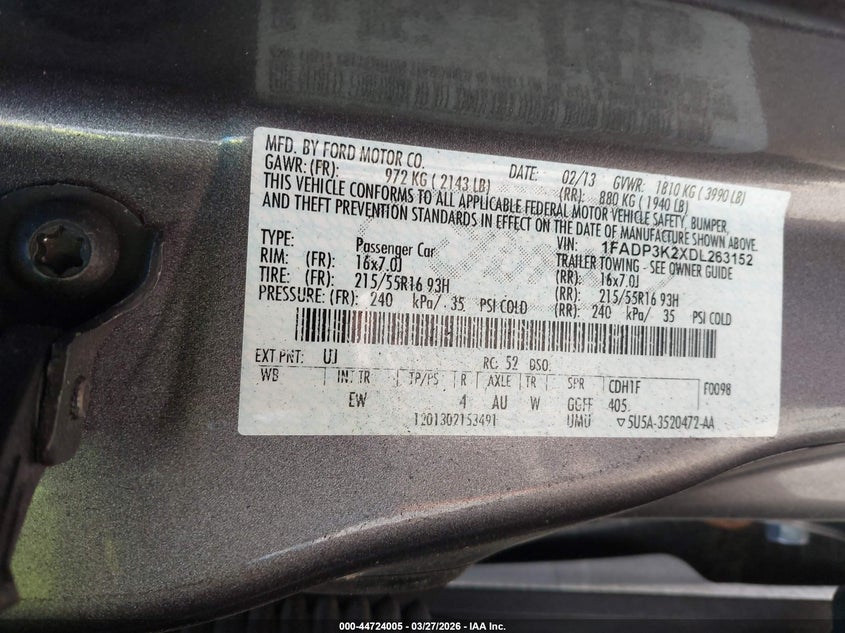 MFD. BY FORD MOTOR CO. DATE: 02/13 GVWR: 1810 KG ( 3990 LB)
GAWR: (FR): 972 KG ( 2143 LB) (RR): 880 KG ( 1940 LB)
THIS VEHICLE CONFORMS TO ALL APPLICABLE FEDERAL MOTOR VEHICLE SAFETY, BUMPER,
AND THEFT PREVENTION STANDARDS IN EFFECT ON THE DATE OF MANUFACTURE SHOWN ABOVE.
VIN: 1FADP3K2XDL263152
TYPE: Passenger Car TRAILER TOWING - SEE OWNER GUIDE
RIM: (FR): 16x7.0J (RR): 16x7.0J
TIRE: (FR): 215/55R16 93H (RR): 215/55R16 93H
PRESSURE: (FR): 240 kPa/ 35 PSI COLD (RR): 240 kPa/ 35 PSI COLD
EXT PNT: UJ RC: 52 DSO:
WB INT TR TP/PS R AXLE TR SPR CDH1F F0098
EW 4 AU W GGFF 405
1201302153491 UMU ▽ 5U5A-3520472-AA
000-44724005 — 03/27/2026 — IAA Inc.